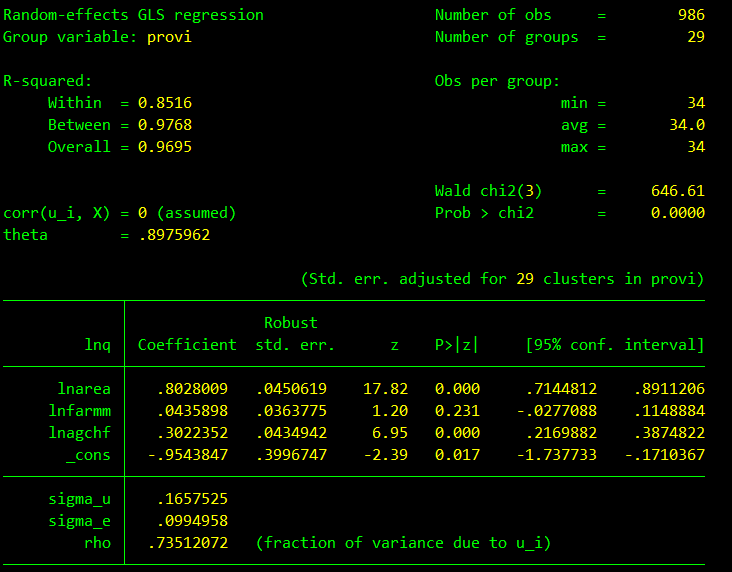 Random-effects GLS regression                   Number of obs     =        986
Group variable: provi                           Number of groups  =         29
R-squared:                                      Obs per group:
     Within  = 0.8516                                         min =         34
     Between = 0.9768                                         avg =       34.0
     Overall = 0.9695                                         max =         34
                                                Wald chi2(3)      =     646.61
corr(u_i, X) = 0 (assumed)                      Prob > chi2       =     0.0000
theta        = .8975962
                                 (Std. err. adjusted for 29 clusters in provi)
             |               Robust
         lnq | Coefficient  std. err.      z    P>|z|     [95% conf. interval]
      lnarea |   .8028009   .0450619    17.82   0.000     .7144812    .8911206
     lnfarmm |   .0435898   .0363775     1.20   0.231    -.0277088    .1148884
     lnagchf |   .3022352   .0434942     6.95   0.000     .2169882    .3874822
       _cons |  -.9543847   .3996747    -2.39   0.017    -1.737733   -.1710367
     sigma_u |   .1657525
     sigma_e |   .0994958
         rho |  .73512072   (fraction of variance due to u_i)